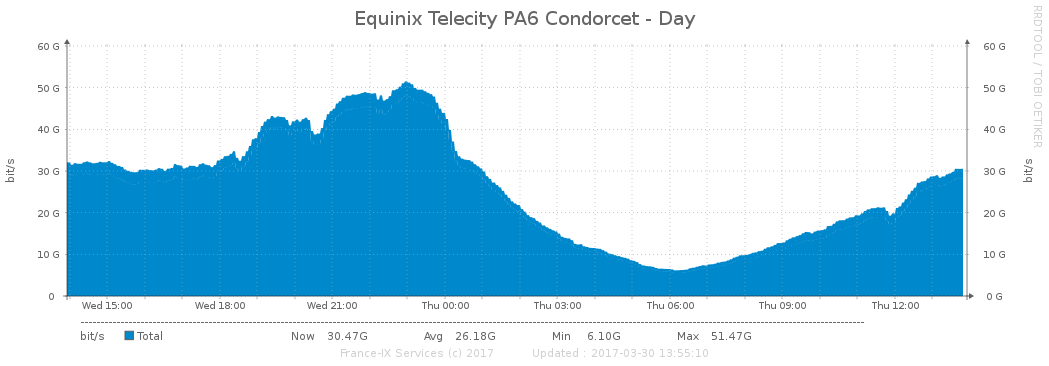 Equinix Telecity PA6 Condorcet - Day
RRDTOOL / TOBI OETIKER
60 G 60 G
50 G 50 G
40 G 40 G
30 G 30 G
20 G 20 G
10 G 10 G
0 0 G
bit/s bit/s
Wed 15:00 Wed 18:00 Wed 21:00 Thu 00:00 Thu 03:00 Thu 06:00 Thu 09:00 Thu 12:00
bit/s Total Now 30.47G Avg 26.18G Min 6.10G Max 51.47G
France-IX Services (c) 2017 Updated : 2017-03-30 13:55:10